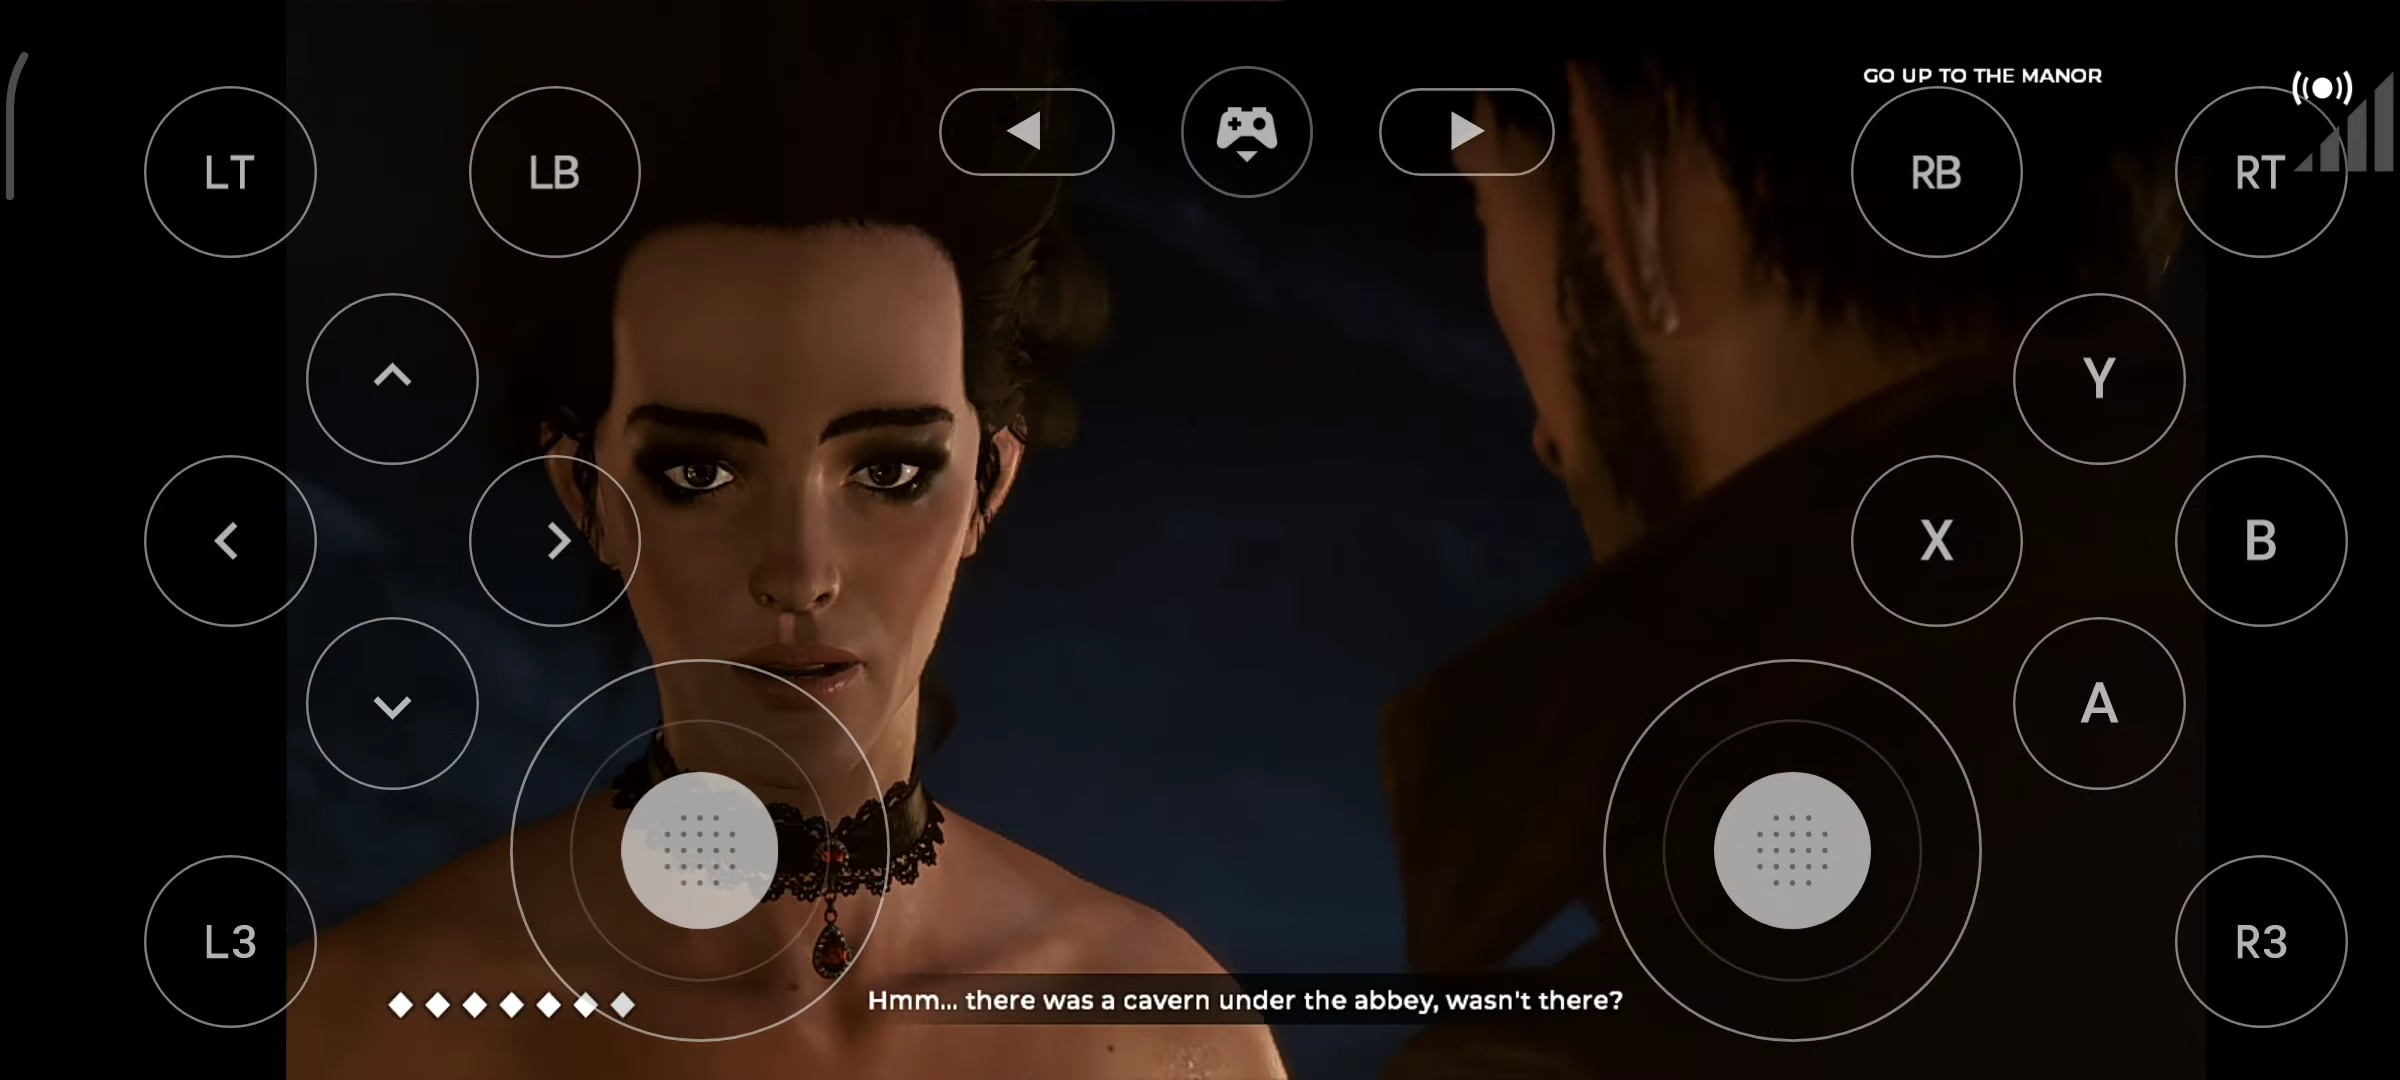 GO UP TO THE MANOR
LT
LB
RB
RT
Y
X
B
A
L3
R3
Hmm... there was a cavern under the abbey, wasn't there?